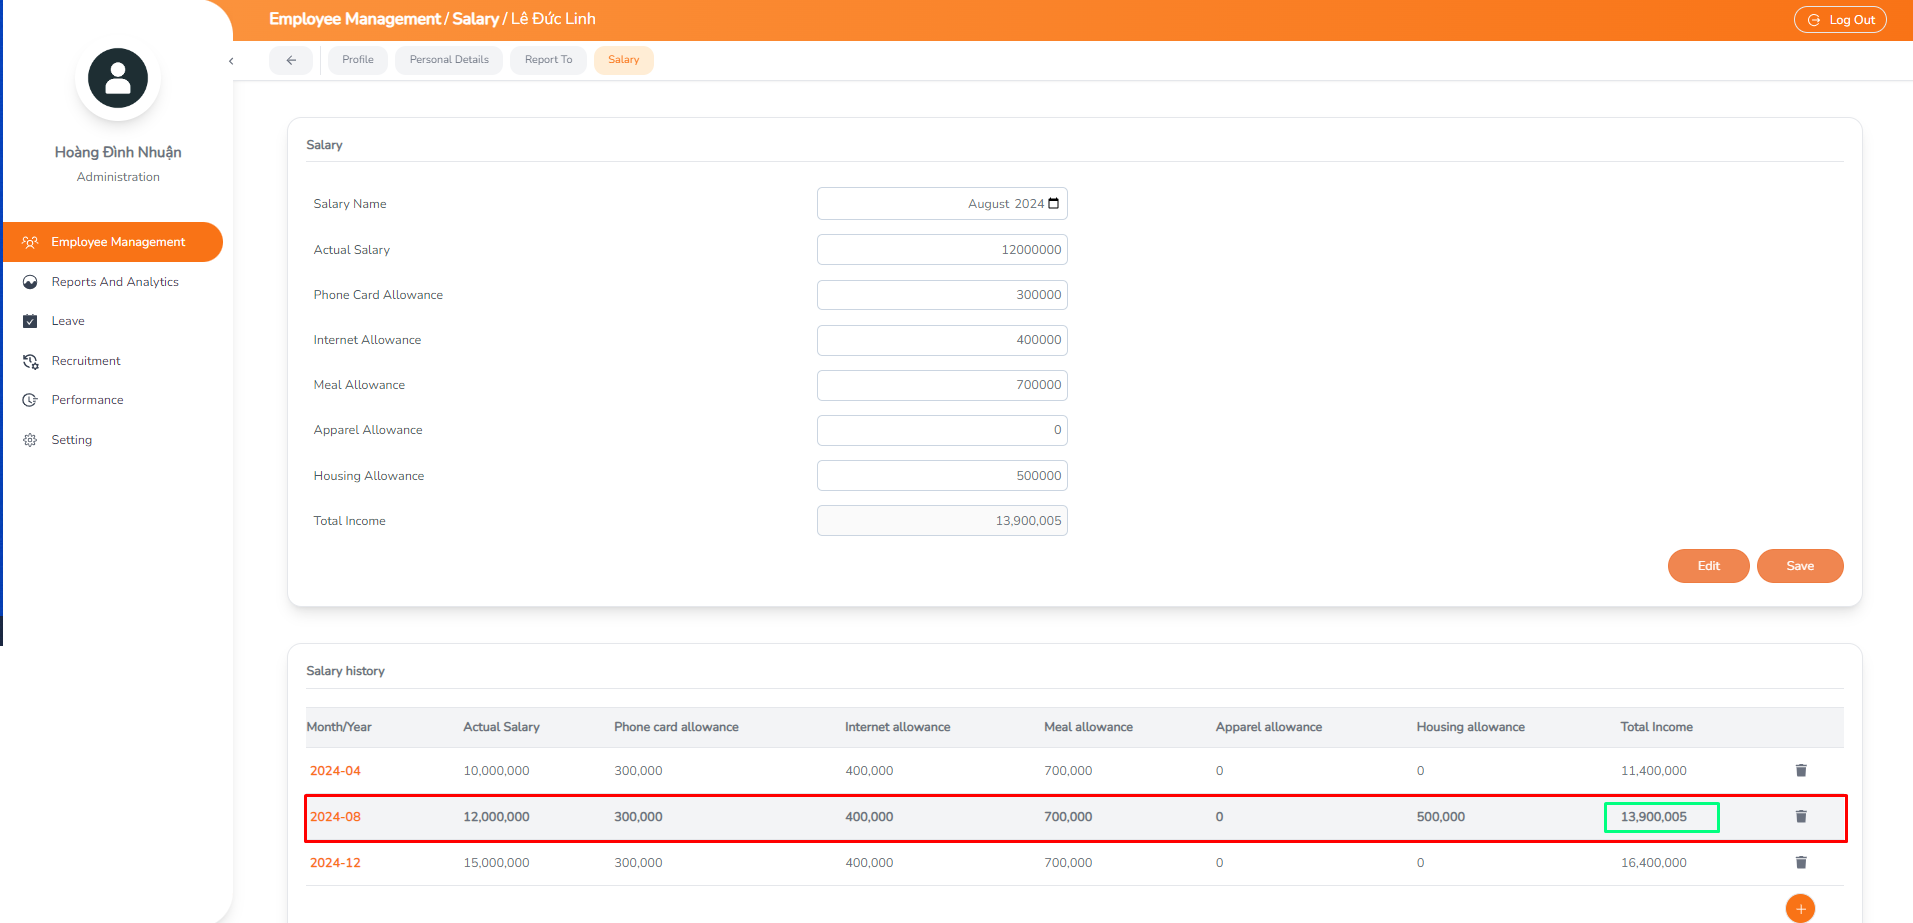 Employee Management / Salary / Lê Đức Linh
Log Out
Profile
Personal Details
Report To
Salary
Hoàng Đình Nhuận
Administration
Employee Management
Reports And Analytics
Leave
Recruitment
Performance
Setting
Salary
Salary Name August 2024
Actual Salary 12000000
Phone Card Allowance 300000
Internet Allowance 400000
Meal Allowance 700000
Apparel Allowance 0
Housing Allowance 500000
Total Income 13,900,005
Edit Save
Salary history
Month/Year Actual Salary Phone card allowance Internet allowance Meal allowance Apparel allowance Housing allowance Total Income
2024-04 10,000,000 300,000 400,000 700,000 0 0 11,400,000
2024-08 12,000,000 300,000 400,000 700,000 0 500,000 13,900,005
2024-12 15,000,000 300,000 400,000 700,000 0 0 16,400,000